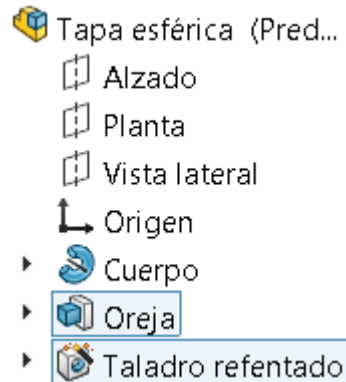 Tapa esférica (Pred...
Alzado
Planta
Vista lateral
Origen
Cuerpo
Oreja
Taladro refentado